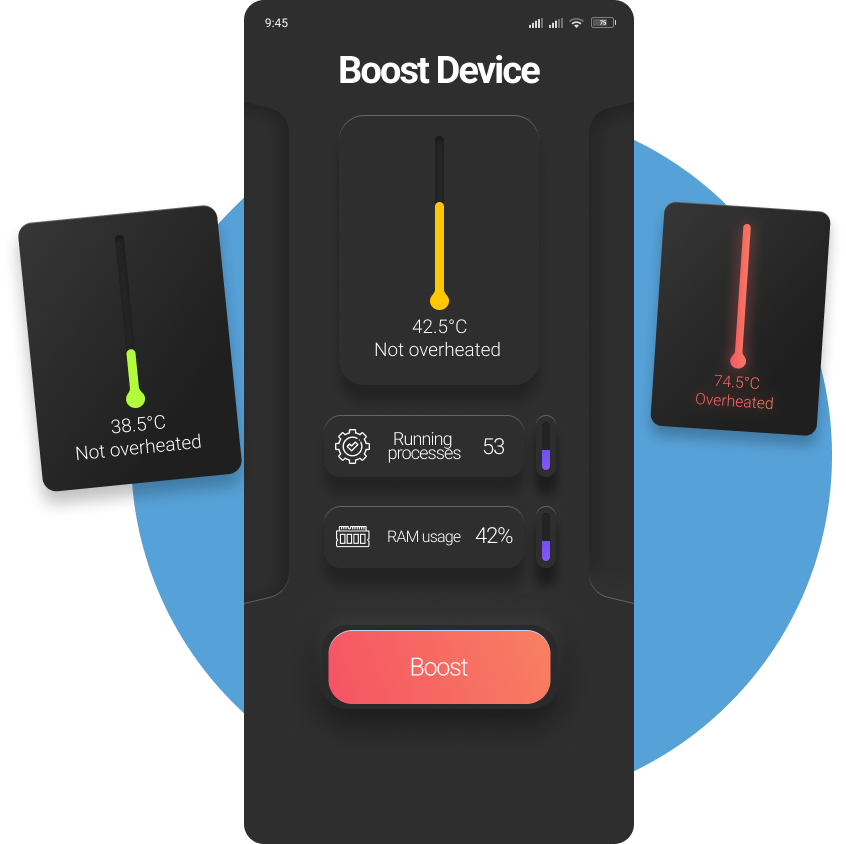 9:45
75
Boost Device
42.5°C
Not overheated
38.5°C
Not overheated
74.5°C
Overheated
Running
processes
53
RAM usage
42%
Boost